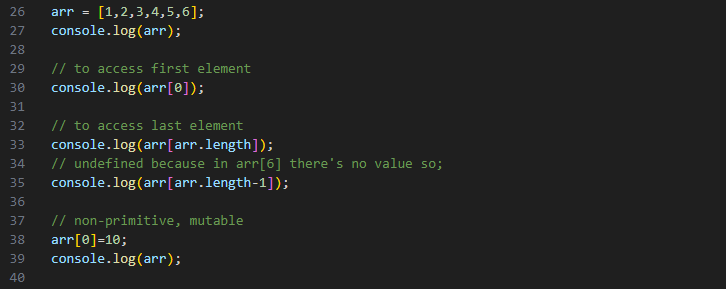 26 arr = [1,2,3,4,5,6];
27 console.log(arr);
28
29 // to access first element
30 console.log(arr[0]);
31
32 // to access last element
33 console.log(arr[arr.length]);
34 // undefined because in arr[6] there's no value so;
35 console.log(arr[arr.length-1]);
36
37 // non-primitive, mutable
38 arr[0]=10;
39 console.log(arr);
40